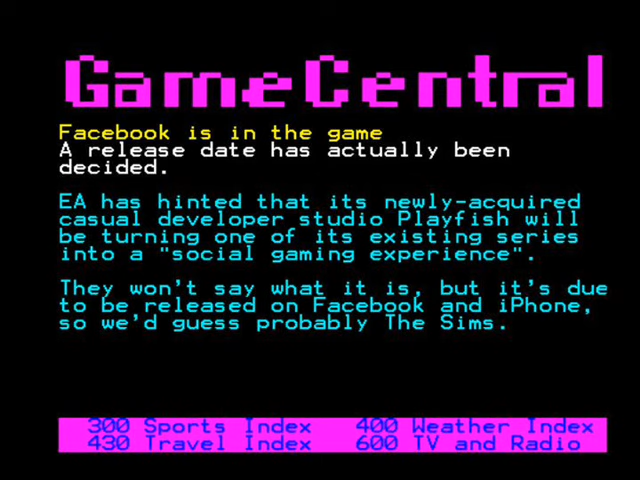 GameCentral
Facebook is in the game
A release date has actually been
decided.
EA has hinted that its newly-acquired
casual developer studio Playfish will
be turning one of its existing series
into a "social gaming experience".
They won't say what it is, but it's due
to be released on Facebook and iPhone,
so we'd guess probably The Sims.
300 Sports Index 400 Weather Index
430 Travel Index 600 TV and Radio